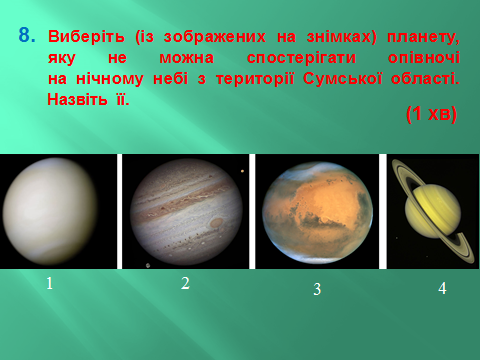 8. Виберіть (із зображених на знімках) планету,
яку не можна спостерігати опівночі
на нічному небі з території Сумської області.
Назвіть її.
(1 хв)
1 2 3 4